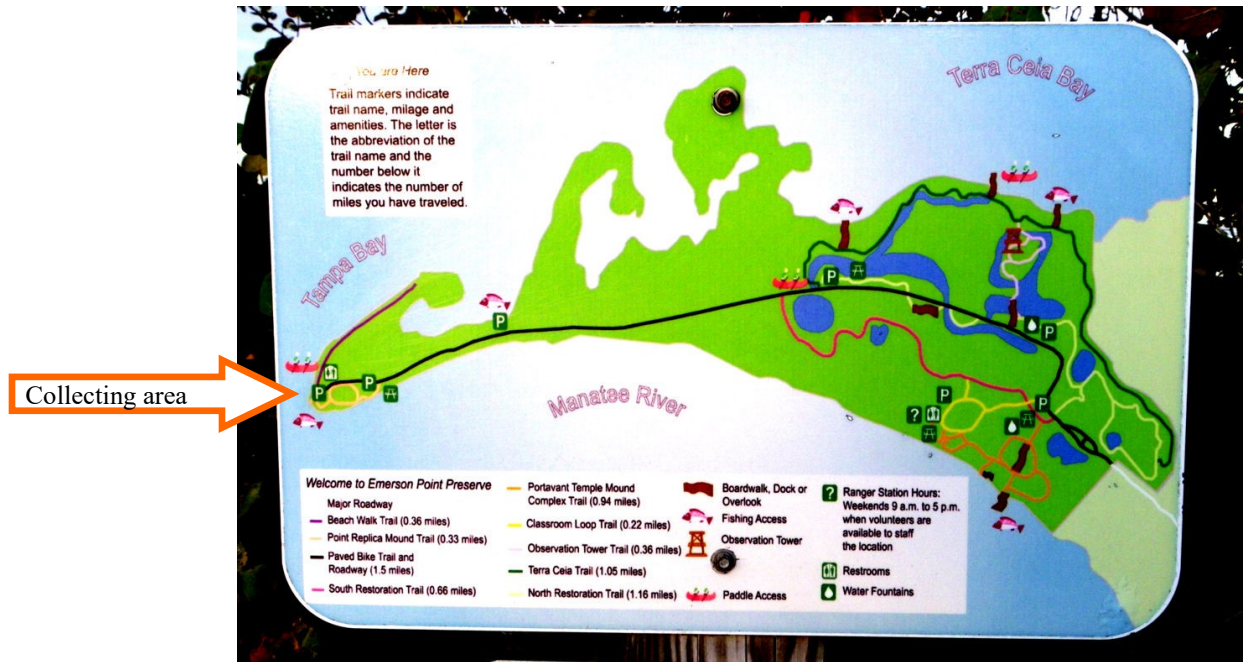 You are Here
Trail markers indicate
trail name, milage and
amenities. The letter is
the abbreviation of the
trail name and the
number below it
indicates the number of
miles you have traveled.
Terra Ceia Bay
Tampa Bay
Manatee River
Collecting area
P
P
P
P
P
P
P
?
Welcome to Emerson Point Preserve
Major Roadway
Beach Walk Trail (0.36 miles)
Point Replica Mound Trail (0.33 miles)
Paved Bike Trail and
Roadway (1.5 miles)
South Restoration Trail (0.66 miles)
Portavant Temple Mound
Complex Trail (0.94 miles)
Classroom Loop Trail (0.22 miles)
Observation Tower Trail (0.36 miles)
Terra Ceia Trail (1.05 miles)
North Restoration Trail (1.16 miles)
Boardwalk, Dock or
Overlook
Fishing Access
Observation Tower
Paddle Access
?
Ranger Station Hours:
Weekends 9 a.m. to 5 p.m.
when volunteers are
available to staff
the location
Restrooms
Water Fountains